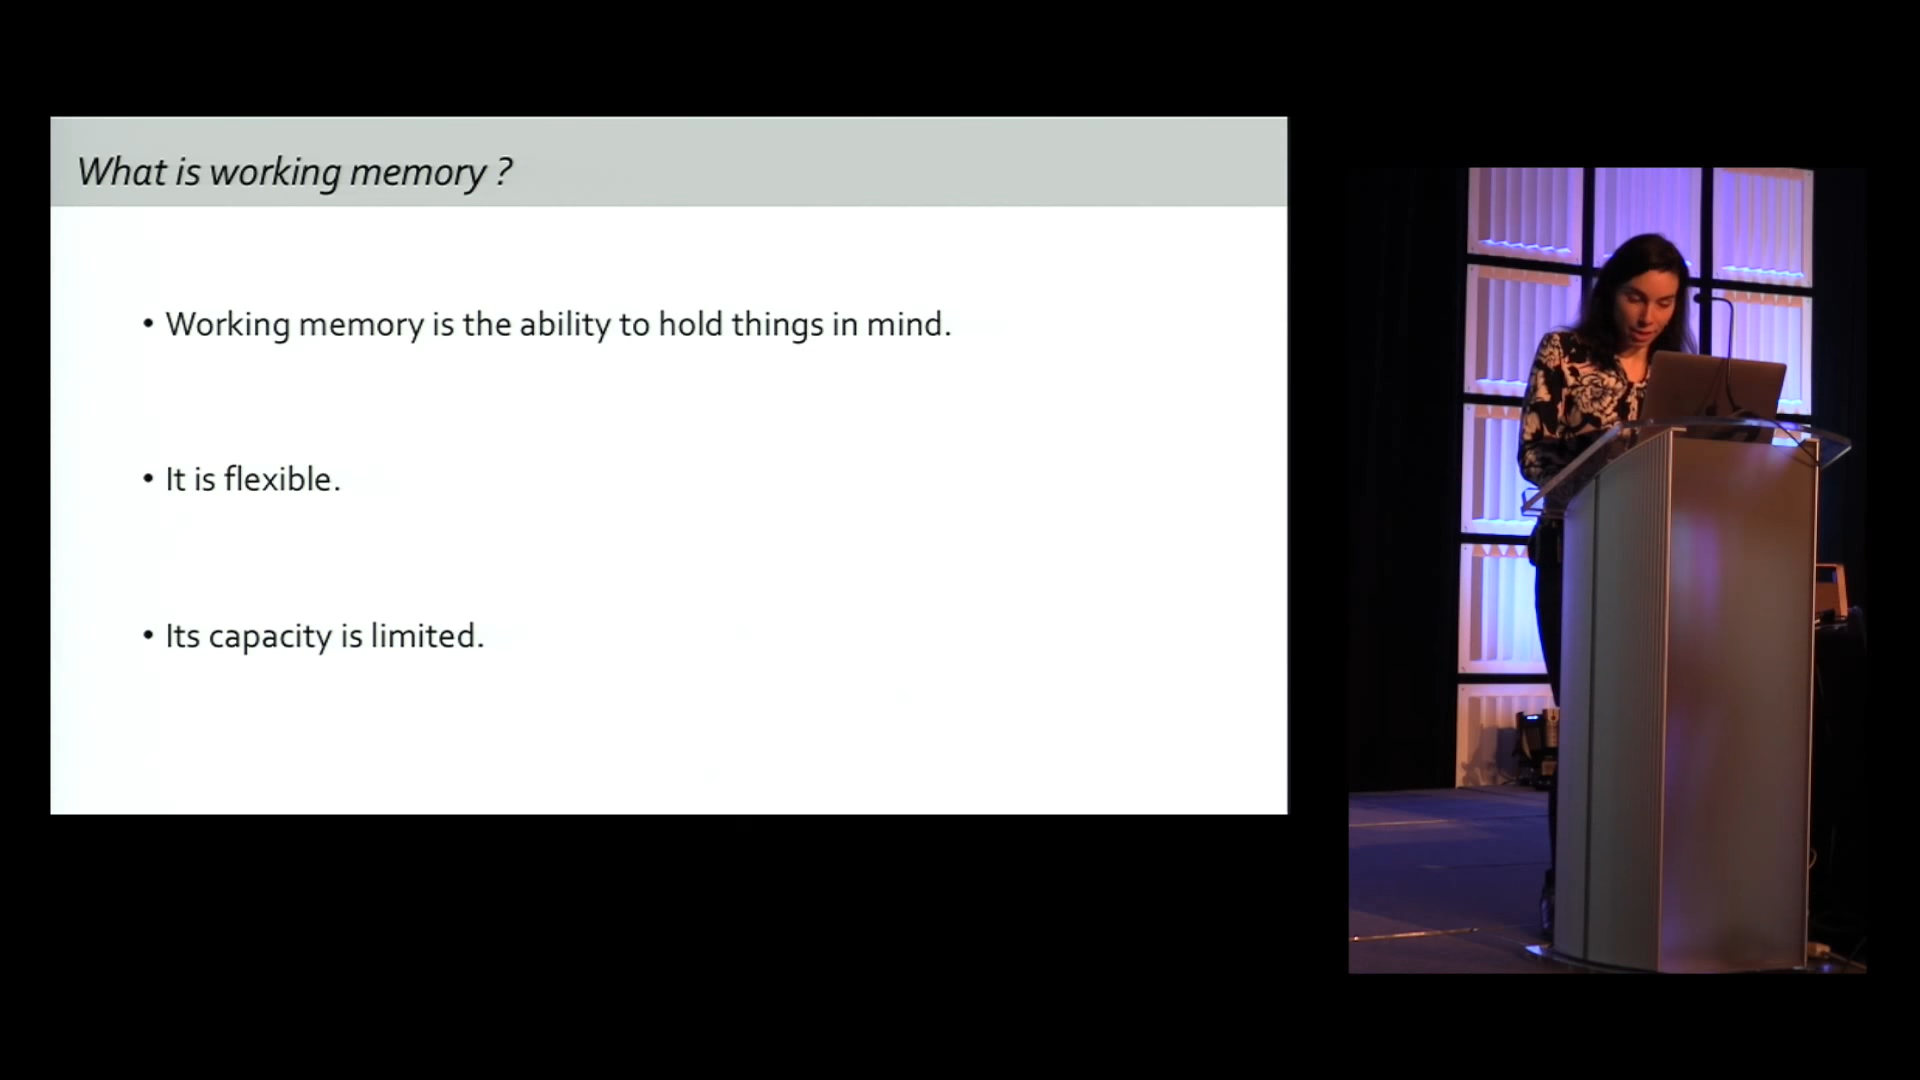 What is working memory ?
• Working memory is the ability to hold things in mind.
• It is flexible.
• Its capacity is limited.